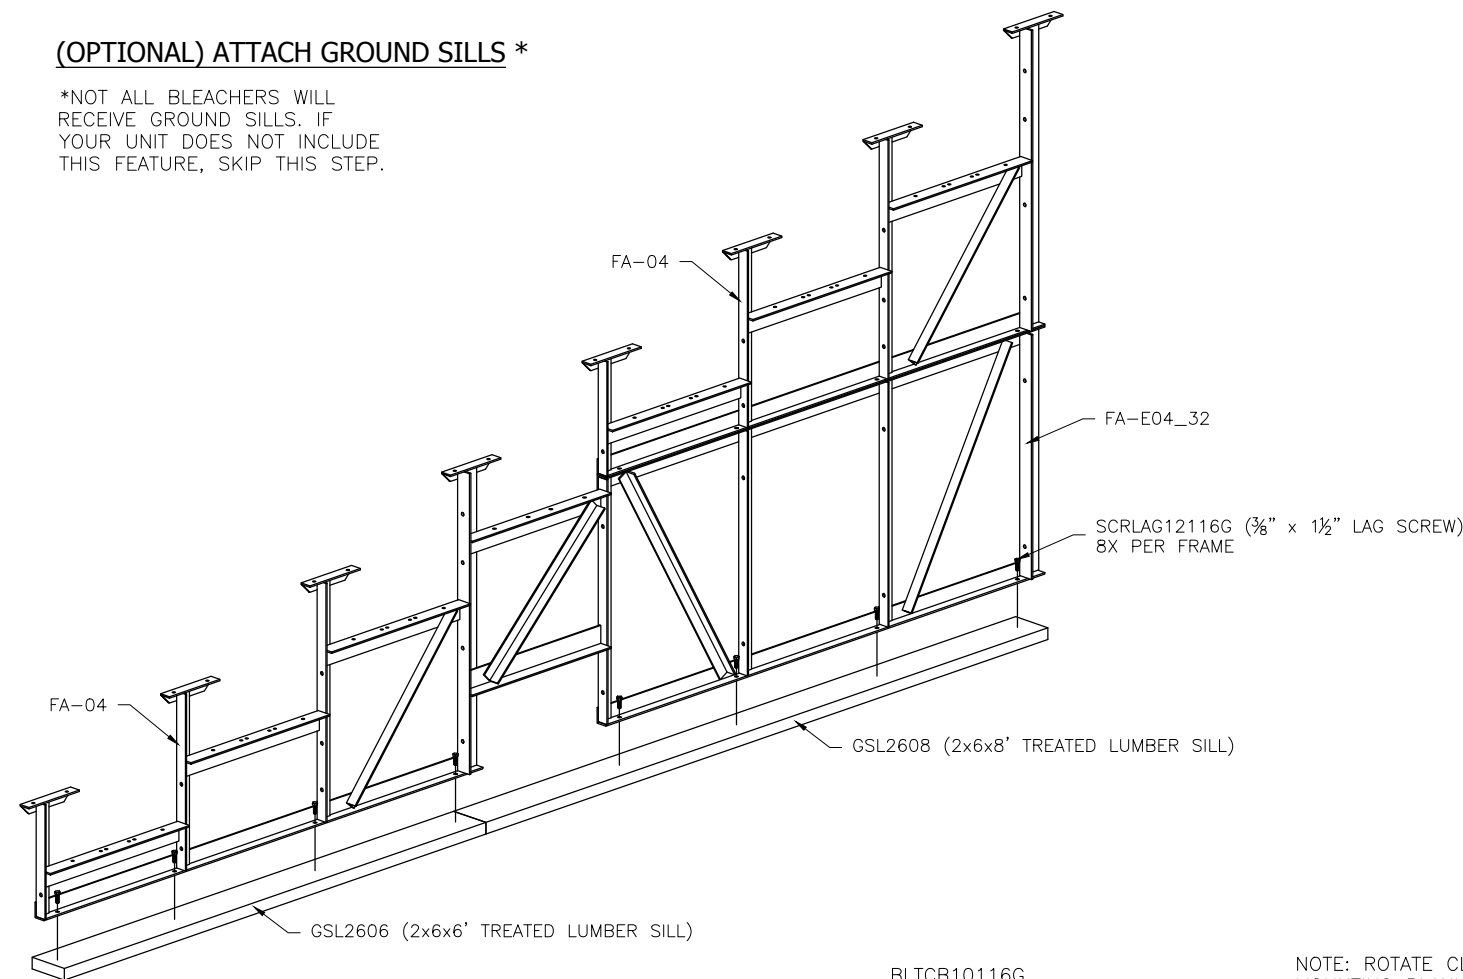 (OPTIONAL) ATTACH GROUND SILLS *
*NOT ALL BLEACHERS WILL
RECEIVE GROUND SILLS. IF
YOUR UNIT DOES NOT INCLUDE
THIS FEATURE, SKIP THIS STEP.
FA-04
FA-E04_32
SCRLAG12116G (⅜" x 1½" LAG SCREW)
8X PER FRAME
FA-04
GSL2608 (2x6x8' TREATED LUMBER SILL)
GSL2606 (2x6x6' TREATED LUMBER SILL)
NOTE: ROTATE